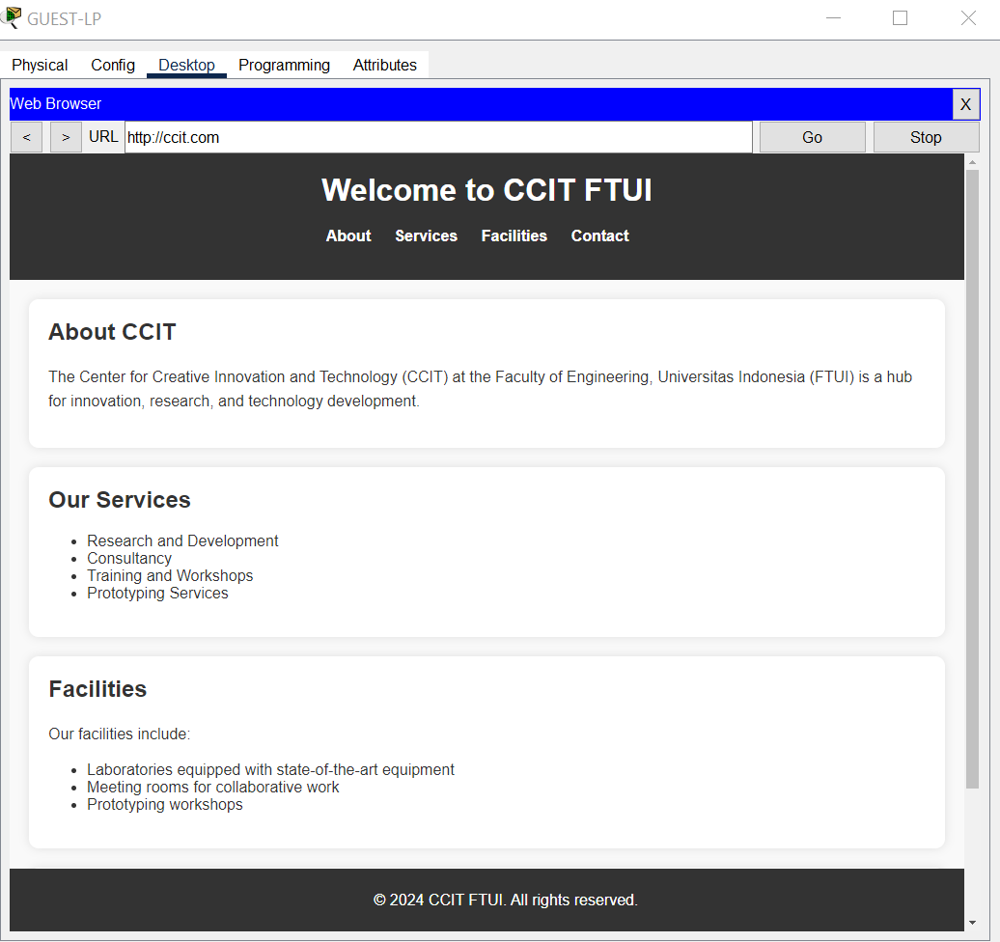 GUEST-LP
Physical Config Desktop Programming Attributes
Web Browser X
< > URL http://ccit.com Go Stop
Welcome to CCIT FTUI
About Services Facilities Contact
About CCIT
The Center for Creative Innovation and Technology (CCIT) at the Faculty of Engineering, Universitas Indonesia (FTUI) is a hub
for innovation, research, and technology development.
Our Services
• Research and Development
• Consultancy
• Training and Workshops
• Prototyping Services
Facilities
Our facilities include:
• Laboratories equipped with state-of-the-art equipment
• Meeting rooms for collaborative work
• Prototyping workshops
© 2024 CCIT FTUI. All rights reserved.